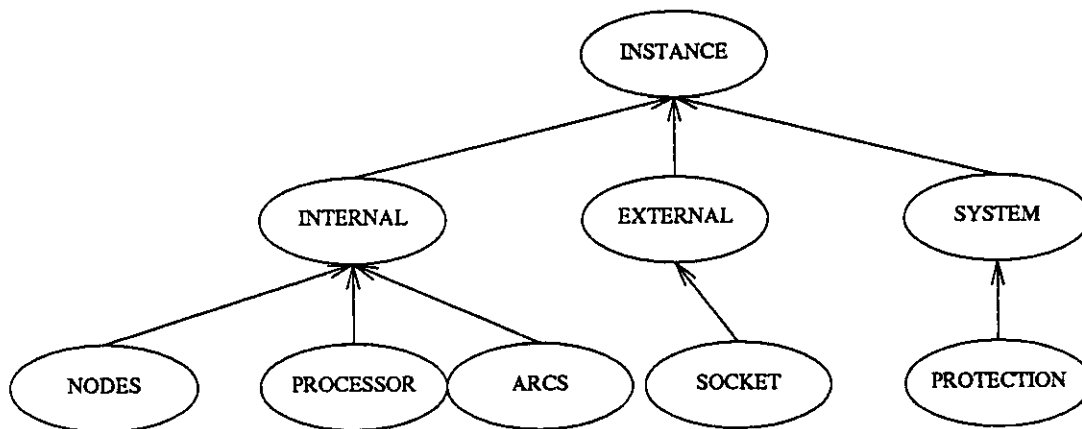 INSTANCE
INTERNAL
EXTERNAL
SYSTEM
NODES
PROCESSOR
ARCS
SOCKET
PROTECTION